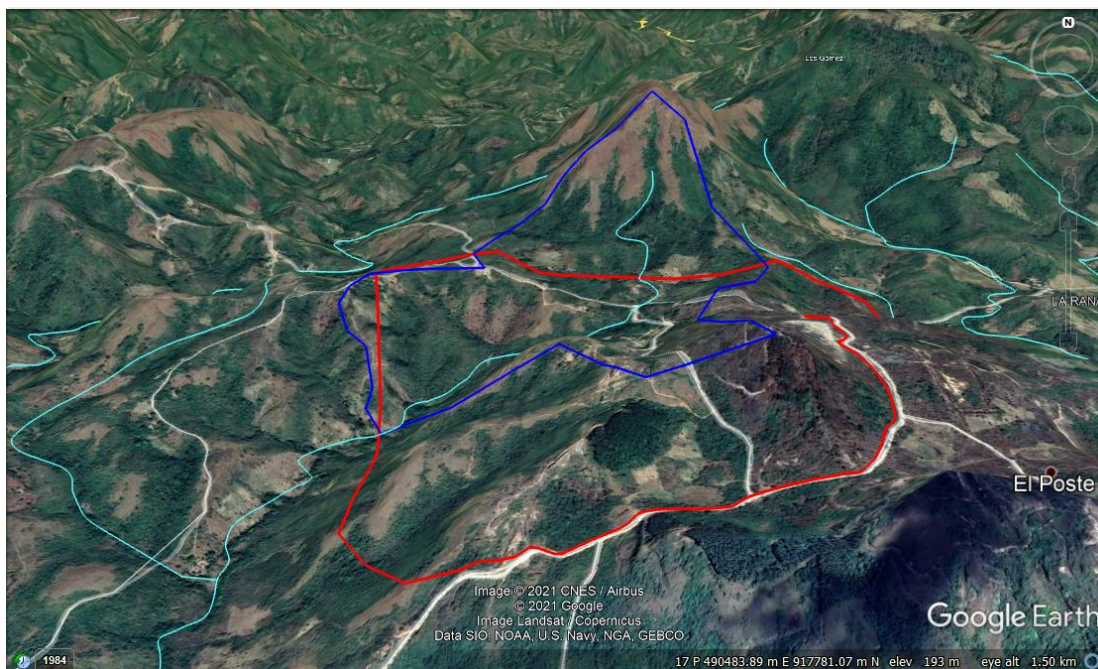 N
Los Gómez
LA RANA
El Poste
Image © 2021 CNES / Airbus
© 2021 Google
Image Landsat / Copernicus
Data SIO, NOAA, U.S. Navy, NGA, GEBCO
Google Earth
1984
17 P 490483.89 m E 917781.07 m N elev 193 m eye alt 1.50 km